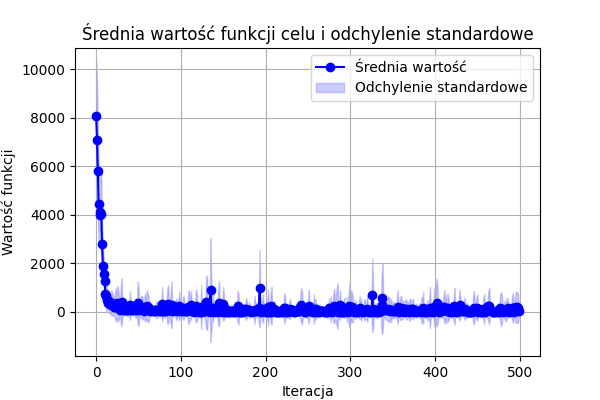 Średnia wartość funkcji celu i odchylenie standardowe
Średnia wartość
Odchylenie standardowe
Wartość funkcji
10000
8000
6000
4000
2000
0
0 100 200 300 400 500
Iteracja